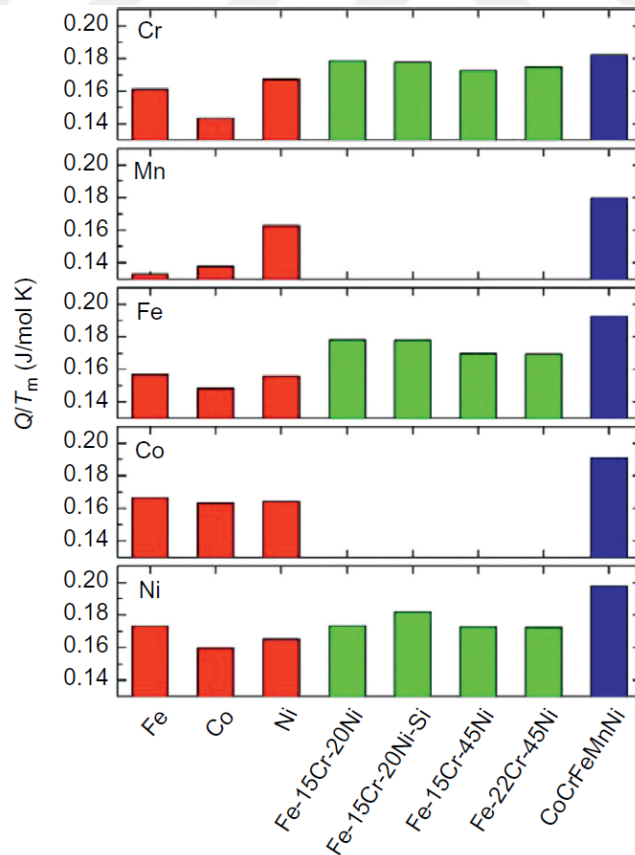 Q/Tm (J/mol K)
Cr
0.20
0.18
0.16
0.14
Mn
0.20
0.16
0.14
Fe
0.20
0.18
0.16
0.14
Co
0.20
0.18
0.16
0.14
Ni
0.20
0.18
0.16
0.14
Fe
Co
Ni
Fe-15Cr-20Ni
Fe-15Cr-20Ni-Si
Fe-15Cr-45Ni
Fe-22Cr-45Ni
CoCrFeMnNi